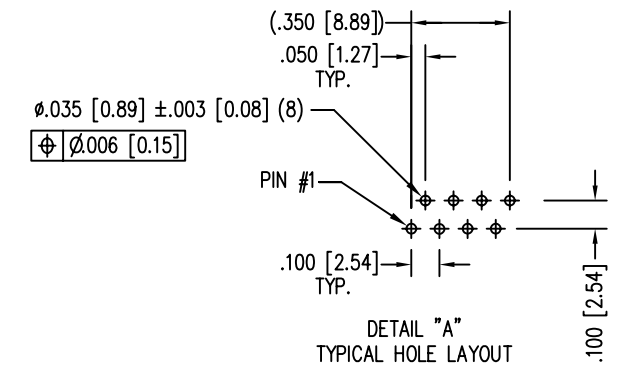 (.350 [8.89])
.050 [1.27]
TYP.
ø.035 [0.89] ±.003 [0.08] (8)
⌖ Ø.006 [0.15]
PIN #1
.100 [2.54]
TYP.
.100 [2.54]
DETAIL "A"
TYPICAL HOLE LAYOUT